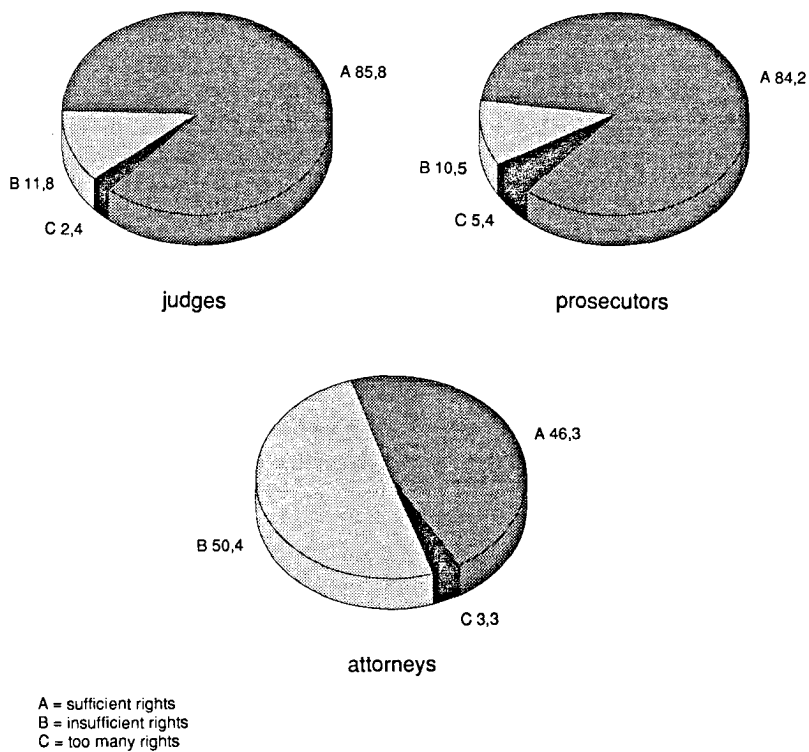 A 85,8
B 11,8
C 2,4
judges
A 84,2
B 10,5
C 5,4
prosecutors
A 46,3
B 50,4
C 3,3
attorneys
A = sufficient rights
B = insufficient rights
C = too many rights